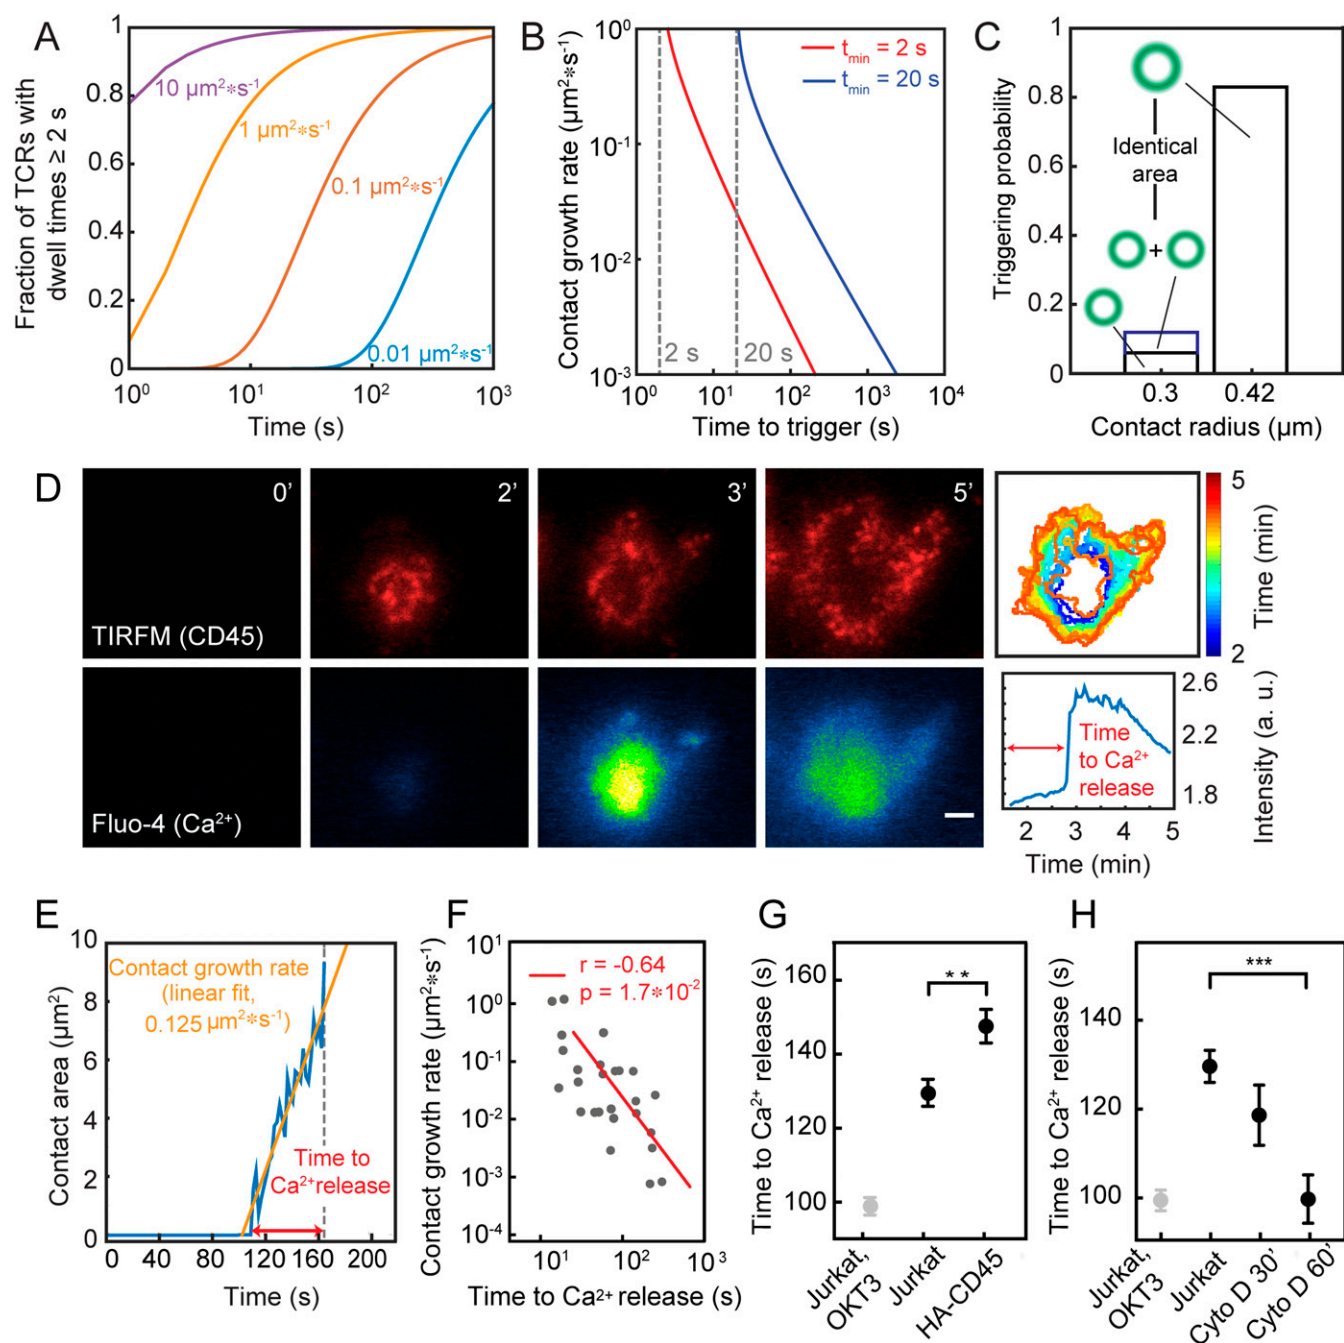 A
Fraction of TCRs with
dwell times ≥ 2 s
1
0.8
0.6
0.4
0.2
0
10 μm²*s⁻¹
1 μm²*s⁻¹
0.1 μm²*s⁻¹
0.01 μm²*s⁻¹
10⁰ 10¹ 10² 10³
Time (s)
B
Contact growth rate (μm²*s⁻¹)
10⁰
10⁻¹
10⁻²
10⁻³
t_min = 2 s
t_min = 20 s
2 s
20 s
10¹ 10² 10³ 10⁴
Time to trigger (s)
C
Triggering probability
1
0.8
0.6
0.4
0.2
0
Identical
area
+
0.3 0.42
Contact radius (μm)
D
0’ 2’ 3’ 5’
TIRFM (CD45)
5
2
Time (min)
Fluo-4 (Ca²⁺)
Time
to Ca²⁺
release
2.6
2.2
1.8
Intensity (a. u.)
2 3 4 5
Time (min)
E
Contact area (μm²)
10
8
6
4
2
0
Contact growth rate
(linear fit,
0.125 μm²*s⁻¹)
Time to
Ca²⁺release
0 40 80 120 160 200
Time (s)
F
Contact growth rate (μm²*s⁻¹)
10¹
10⁰
10⁻¹
10⁻²
10⁻³
10⁻⁴
r = -0.64
p = 1.7*10⁻²
10¹ 10² 10³
Time to Ca²⁺ release (s)
G
Time to Ca²⁺ release (s)
160
140
120
100
**
Jurkat,
OKT3
Jurkat
HA-CD45
H
Time to Ca²⁺ release (s)
140
120
100
***
Jurkat,
OKT3
Jurkat
Cyto D 30’
Cyto D 60’